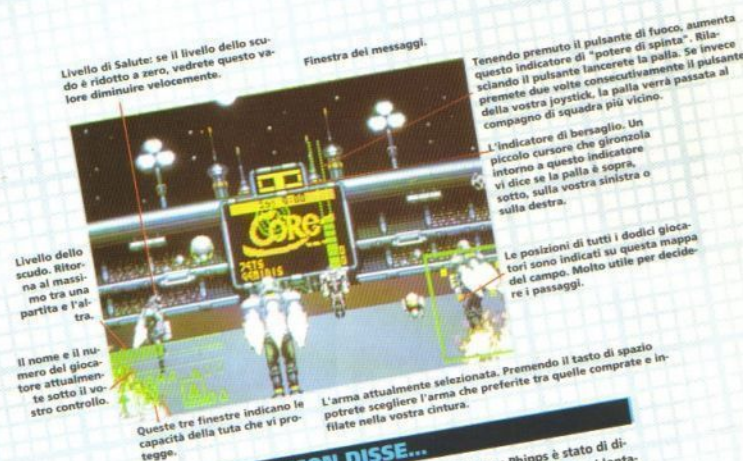 Livello di Salute: se il livello dello scu-
do è ridotto a zero, vedrete questo va-
lore diminuire velocemente.
Finestra dei messaggi.
Tenendo premuto il pulsante di fuoco, aumenta
questo indicatore di "potere di spinta". Rila-
sciando il pulsante lancerete la palla. Se invece
premete due volte consecutivamente il pulsante
della vostra joystick, la palla verrà passata al
compagno di squadra più vicino.
L'indicatore di bersaglio. Un
piccolo cursore che gironzola
intorno a questo indicatore
vi dice se la palla è sopra,
sotto, sulla vostra sinistra o
sulla destra.
CORE
Livello dello
scudo. Ritor-
na al massi-
mo tra una
partita e l'al-
tra.
Le posizioni di tutti i dodici gioca-
tori sono indicati su questa mappa
del campo. Molto utile per decide-
re i passaggi.
Il nome e il nu-
mero del gioca-
tore attualmen-
te sotto il vo-
stro controllo.
Queste tre finestre indicano le
capacità della tuta che vi pro-
tegge.
L'arma attualmente selezionata. Premendo il tasto di spazio
potrete scegliere l'arma che preferite tra quelle comprate e in-
filate nella vostra cintura.
ON DISSE...
Phipps è stato di di-